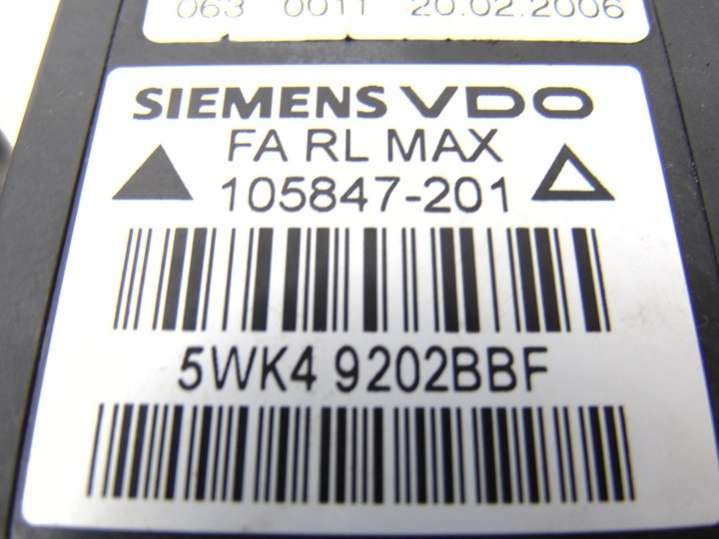 063 0011 20.02.2006
SIEMENS VDO
FA RL MAX
105847-201
5WK4 9202BBF